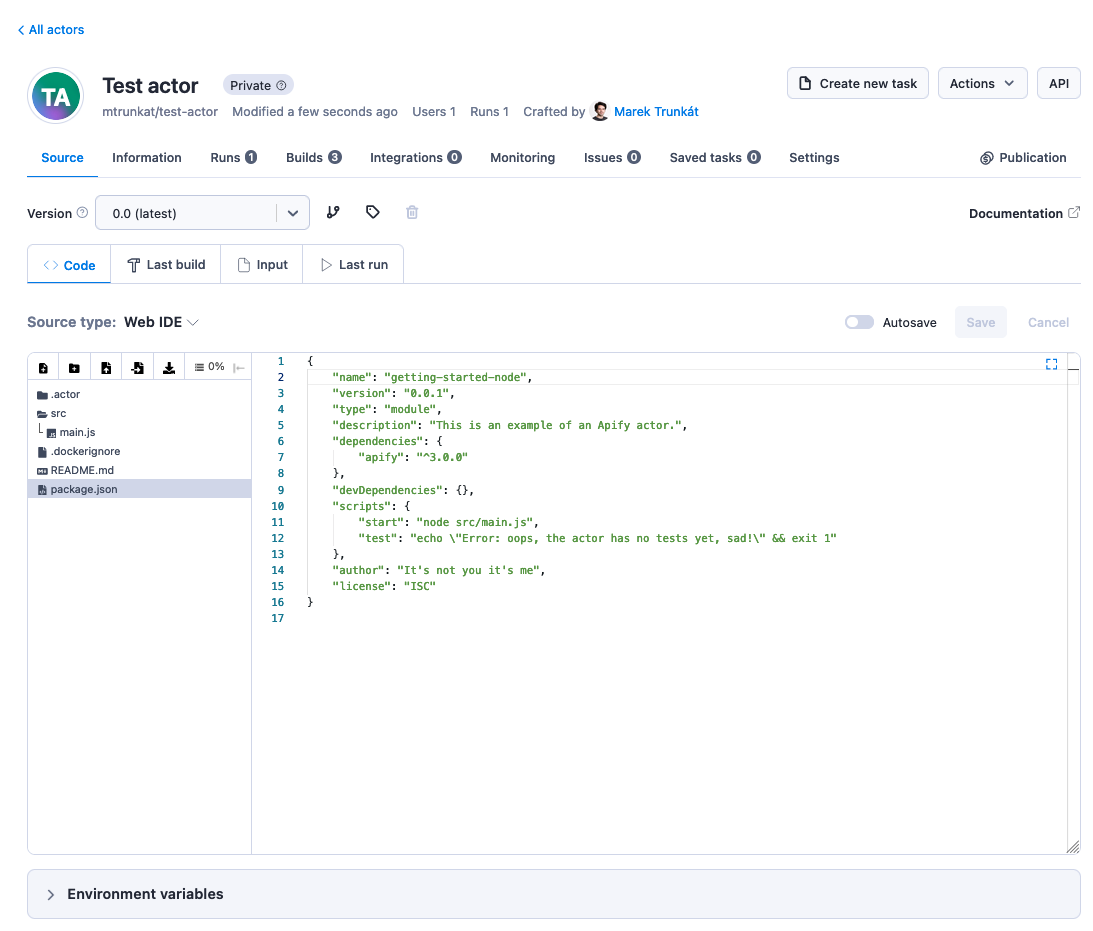 All actors
TA
Test actor Private
Create new task Actions API
mtrunkat/test-actor Modified a few seconds ago Users 1 Runs 1 Crafted by Marek Trunkát
Source Information Runs 1 Builds 3 Integrations 0 Monitoring Issues 0 Saved tasks 0 Settings Publication
Version 0.0 (latest) Documentation
Code Last build Input Last run
Source type: Web IDE Autosave Save Cancel
0%
.actor
src
main.js
.dockerignore
README.md
package.json
1 {
2 "name": "getting-started-node",
3 "version": "0.0.1",
4 "type": "module",
5 "description": "This is an example of an Apify actor.",
6 "dependencies": {
7 "apify": "^3.0.0"
8 },
9 "devDependencies": {},
10 "scripts": {
11 "start": "node src/main.js",
12 "test": "echo \"Error: oops, the actor has no tests yet, sad!\" && exit 1"
13 },
14 "author": "It's not you it's me",
15 "license": "ISC"
16 }
17
Environment variables